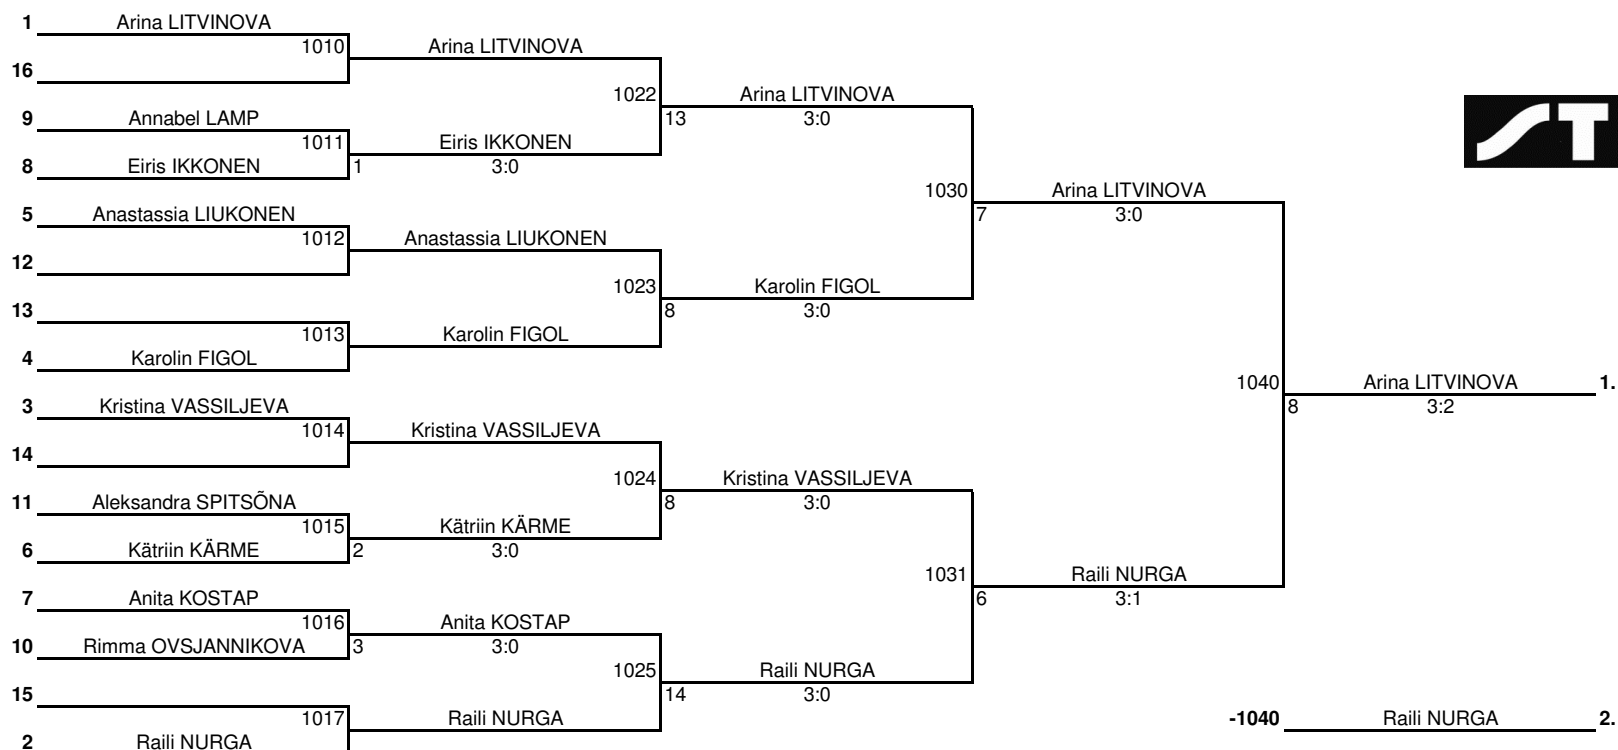 1 Arina LITVINOVA
1010 Arina LITVINOVA
16
1022 Arina LITVINOVA
9 Annabel LAMP
13 3:0
1011 Eiris IKKONEN
8 Eiris IKKONEN 1 3:0
ST
1030 Arina LITVINOVA
5 Anastassia LIUKONEN
7 3:0
1012 Anastassia LIUKONEN
12
1023 Karolin FIGOL
13
8 3:0
1013 Karolin FIGOL
4 Karolin FIGOL
1040 Arina LITVINOVA 1.
3 Kristina VASSILJEVA
8 3:2
1014 Kristina VASSILJEVA
14
1024 Kristina VASSILJEVA
11 Aleksandra SPITSÕNA
8 3:0
1015 Kätriin KÄRME
6 Kätriin KÄRME 2 3:0
1031 Raili NURGA
7 Anita KOSTAP
6 3:1
1016 Anita KOSTAP
10 Rimma OVSJANNIKOVA 3 3:0
1025 Raili NURGA
15
14 3:0
1017 Raili NURGA
-1040 Raili NURGA 2.
2 Raili NURGA